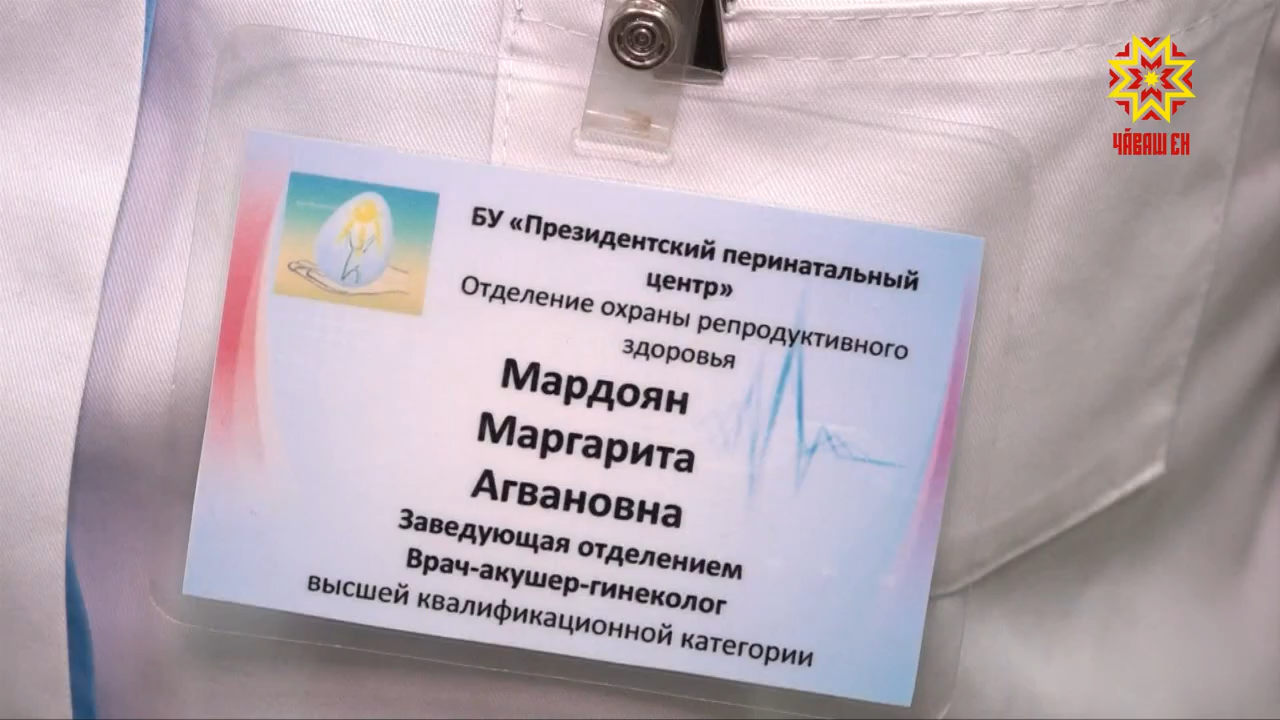 ЧӐВАШ ЕН
БУ «Президентский перинатальный
центр»
Отделение охраны репродуктивного
здоровья
Мардоян
Маргарита
Агвановна
Заведующая отделением
Врач-акушер-гинеколог
высшей квалификационной категории